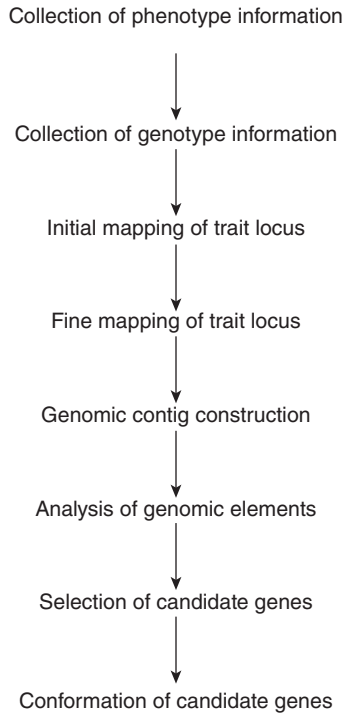 Collection of phenotype information
Collection of genotype information
Initial mapping of trait locus
Fine mapping of trait locus
Genomic contig construction
Analysis of genomic elements
Selection of candidate genes
Conformation of candidate genes